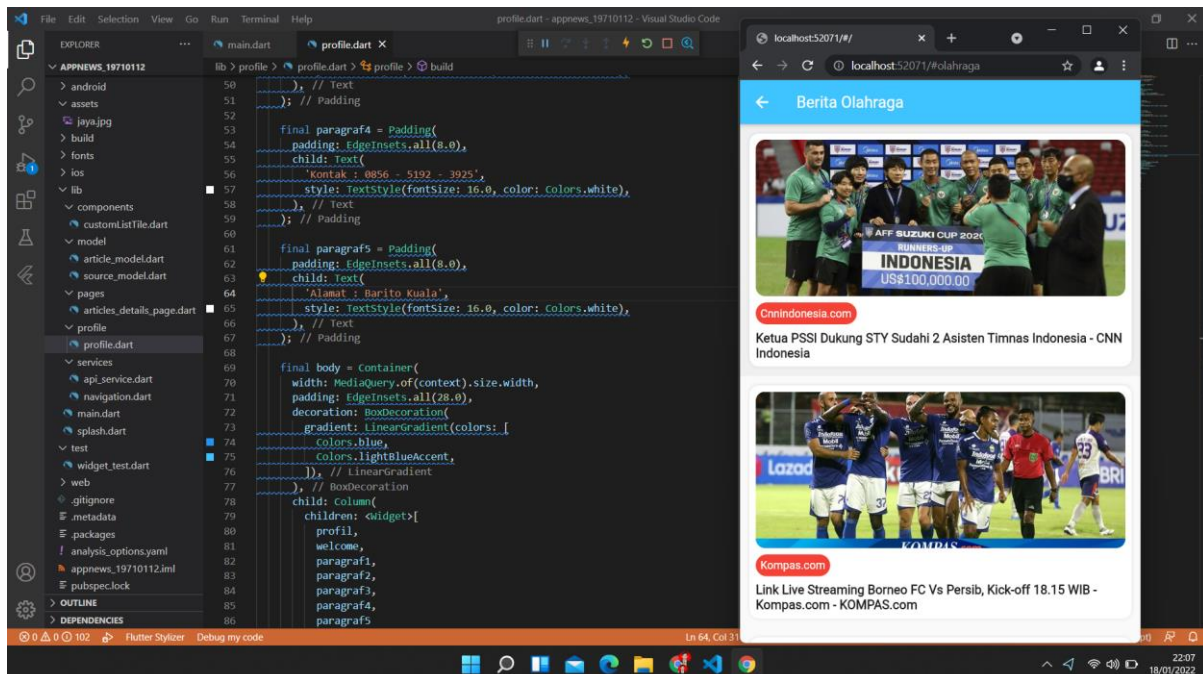 File Edit Selection View Go Run Terminal Help
profile.dart - appnews_19710112 - Visual Studio Code
EXPLORER
APPNEWS_19710112
android
assets
jaya.jpg
build
fonts
ios
lib
components
customListTile.dart
model
article_model.dart
source_model.dart
pages
articles_details_page.dart
profile
profile.dart
services
api_service.dart
navigation.dart
main.dart
splash.dart
test
widget_test.dart
web
.gitignore
.metadata
.packages
analysis_options.yaml
appnews_19710112.iml
pubspec.lock
OUTLINE
DEPENDENCIES
main.dart profile.dart
lib > profile > profile.dart > profile > build
50 ), // Text
51 ); // Padding
52
53 final paragraf4 = Padding(
54 padding: EdgeInsets.all(8.0),
55 child: Text(
56 'Kontak : 0856 - 5192 - 3925',
57 style: TextStyle(fontSize: 16.0, color: Colors.white),
58 ), // Text
59 ); // Padding
60
61 final paragraf5 = Padding(
62 padding: EdgeInsets.all(8.0),
63 child: Text(
64 'Alamat : Barito Kuala',
65 style: TextStyle(fontSize: 16.0, color: Colors.white),
66 ), // Text
67 ); // Padding
68
69 final body = Container(
70 width: MediaQuery.of(context).size.width,
71 padding: EdgeInsets.all(28.0),
72 decoration: BoxDecoration(
73 gradient: LinearGradient(colors: [
74 Colors.blue,
75 Colors.lightBlueAccent,
76 ]), // LinearGradient
77 ), // BoxDecoration
78 child: Column(
79 children: <Widget>[
80 profil,
81 welcome,
82 paragraf1,
83 paragraf2,
84 paragraf3,
85 paragraf4,
86 paragraf5
localhost:52071/#/
localhost:52071/#olahraga
Berita Olahraga
AFF SUZUKI CUP 2020
RUNNERS-UP
INDONESIA
US$100,000.00
Cnnindonesia.com
Ketua PSSI Dukung STY Sudahi 2 Asisten Timnas Indonesia - CNN
Indonesia
Lazad
BRI
33
32
Kompas.com
Link Live Streaming Borneo FC Vs Persib, Kick-off 18.15 WIB -
Kompas.com - KOMPAS.com
0 0 102 Flutter Stylizer Debug my code
Ln 64, Col 31
22:07
18/01/2022